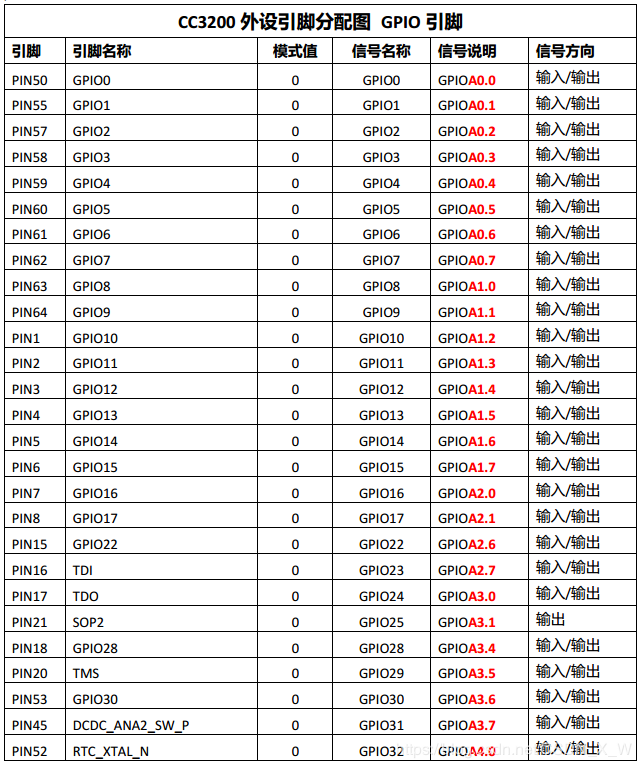 CC3200 外设引脚分配图 GPIO 引脚
引脚 引脚名称 模式值 信号名称 信号说明 信号方向
PIN50 GPIO0 0 GPIO0 GPIOA0.0 输入/输出
PIN55 GPIO1 0 GPIO1 GPIOA0.1 输入/输出
PIN57 GPIO2 0 GPIO2 GPIOA0.2 输入/输出
PIN58 GPIO3 0 GPIO3 GPIOA0.3 输入/输出
PIN59 GPIO4 0 GPIO4 GPIOA0.4 输入/输出
PIN60 GPIO5 0 GPIO5 GPIOA0.5 输入/输出
PIN61 GPIO6 0 GPIO6 GPIOA0.6 输入/输出
PIN62 GPIO7 0 GPIO7 GPIOA0.7 输入/输出
PIN63 GPIO8 0 GPIO8 GPIOA1.0 输入/输出
PIN64 GPIO9 0 GPIO9 GPIOA1.1 输入/输出
PIN1 GPIO10 0 GPIO10 GPIOA1.2 输入/输出
PIN2 GPIO11 0 GPIO11 GPIOA1.3 输入/输出
PIN3 GPIO12 0 GPIO12 GPIOA1.4 输入/输出
PIN4 GPIO13 0 GPIO13 GPIOA1.5 输入/输出
PIN5 GPIO14 0 GPIO14 GPIOA1.6 输入/输出
PIN6 GPIO15 0 GPIO15 GPIOA1.7 输入/输出
PIN7 GPIO16 0 GPIO16 GPIOA2.0 输入/输出
PIN8 GPIO17 0 GPIO17 GPIOA2.1 输入/输出
PIN15 GPIO22 0 GPIO22 GPIOA2.6 输入/输出
PIN16 TDI 0 GPIO23 GPIOA2.7 输入/输出
PIN17 TDO 0 GPIO24 GPIOA3.0 输入/输出
PIN21 SOP2 0 GPIO25 GPIOA3.1 输出
PIN18 GPIO28 0 GPIO28 GPIOA3.4 输入/输出
PIN20 TMS 0 GPIO29 GPIOA3.5 输入/输出
PIN53 GPIO30 0 GPIO30 GPIOA3.6 输入/输出
PIN45 DCDC_ANA2_SW_P 0 GPIO31 GPIOA3.7 输入/输出
PIN52 RTC_XTAL_N 0 GPIO32 GPIOA4.0 输入/输出